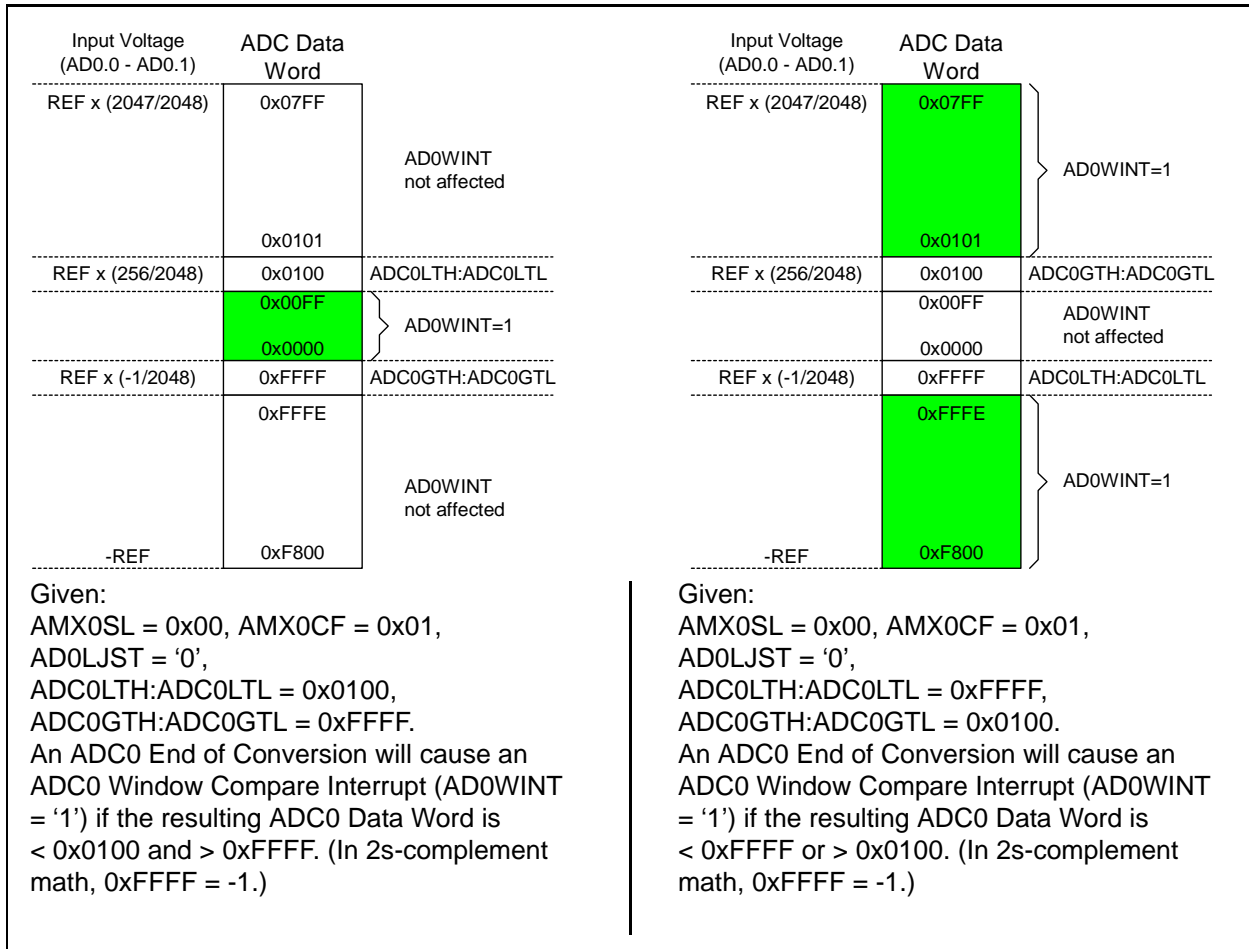 Input Voltage
(AD0.0 - AD0.1)
ADC Data
Word
REF x (2047/2048)
0x07FF
AD0WINT
not affected
0x0101
REF x (256/2048)
0x0100
ADC0LTH:ADC0LTL
0x00FF
AD0WINT=1
0x0000
REF x (-1/2048)
0xFFFF
ADC0GTH:ADC0GTL
0xFFFE
AD0WINT
not affected
-REF
0xF800
Given:
AMX0SL = 0x00, AMX0CF = 0x01,
AD0LJST = ‘0’,
ADC0LTH:ADC0LTL = 0x0100,
ADC0GTH:ADC0GTL = 0xFFFF.
An ADC0 End of Conversion will cause an
ADC0 Window Compare Interrupt (AD0WINT
= ‘1’) if the resulting ADC0 Data Word is
< 0x0100 and > 0xFFFF. (In 2s-complement
math, 0xFFFF = -1.)
Input Voltage
(AD0.0 - AD0.1)
ADC Data
Word
REF x (2047/2048)
0x07FF
AD0WINT=1
0x0101
REF x (256/2048)
0x0100
ADC0GTH:ADC0GTL
0x00FF
AD0WINT
not affected
0x0000
REF x (-1/2048)
0xFFFF
ADC0LTH:ADC0LTL
0xFFFE
AD0WINT=1
-REF
0xF800
Given:
AMX0SL = 0x00, AMX0CF = 0x01,
AD0LJST = ‘0’,
ADC0LTH:ADC0LTL = 0xFFFF,
ADC0GTH:ADC0GTL = 0x0100.
An ADC0 End of Conversion will cause an
ADC0 Window Compare Interrupt (AD0WINT
= ‘1’) if the resulting ADC0 Data Word is
< 0xFFFF or > 0x0100. (In 2s-complement
math, 0xFFFF = -1.)